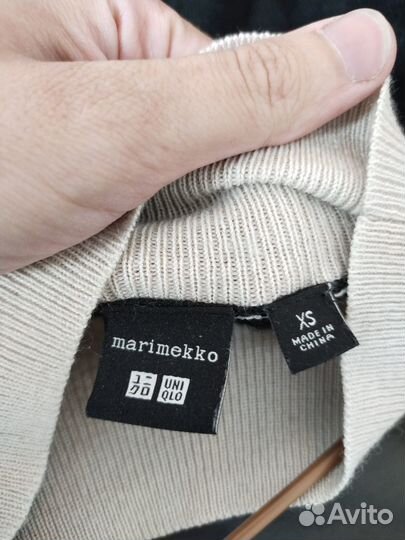 marimekko
ユニ
クロ
UNI
QLO
XS
MADE IN
CHINA
Avito